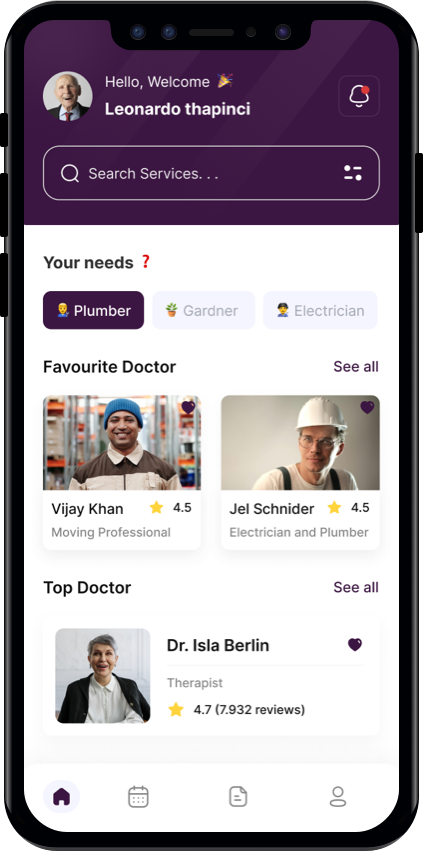 Hello, Welcome 🎉
Leonardo thapinci
Search Services. . .
Your needs ❓
Plumber
Gardner
Electrician
Favourite Doctor
See all
Vijay Khan
4.5
Moving Professional
Jel Schnider
4.5
Electrician and Plumber
Top Doctor
See all
Dr. Isla Berlin
Therapist
4.7 (7.932 reviews)